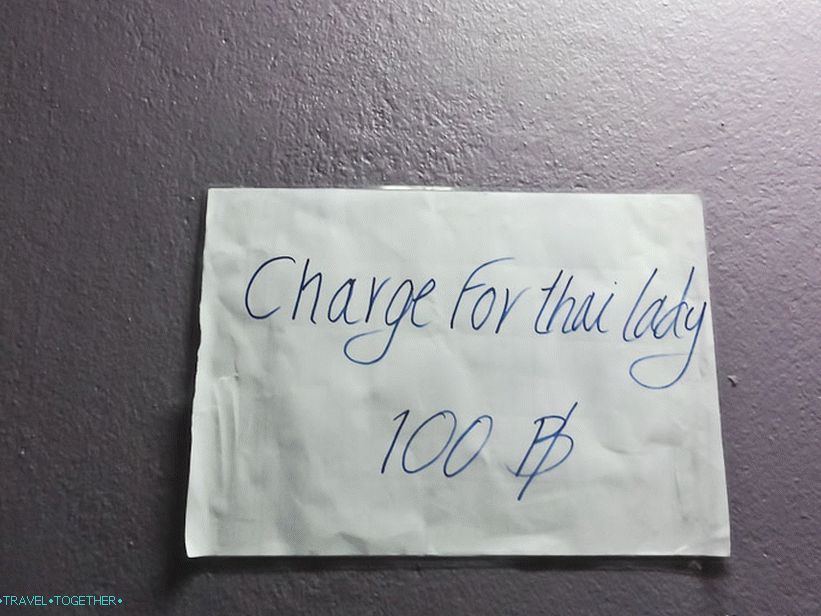 Charge For thai lady
100 ฿
•TRAVEL•TOGETHER•